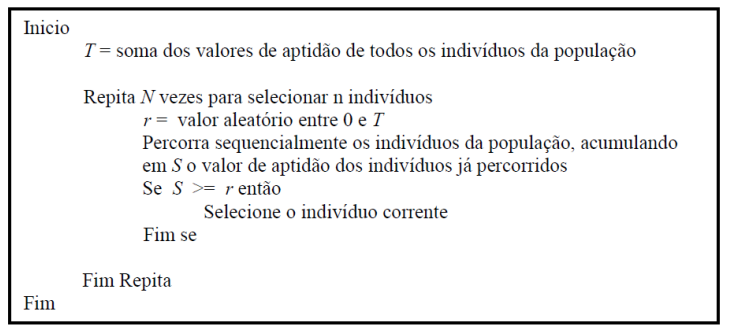 Inicio
T = soma dos valores de aptidão de todos os indivíduos da população
Repita N vezes para selecionar n indivíduos
r = valor aleatório entre 0 e T
Percorra sequencialmente os indivíduos da população, acumulando
em S o valor de aptidão dos indivíduos já percorridos
Se S >= r então
Selecione o indivíduo corrente
Fim se
Fim Repita
Fim